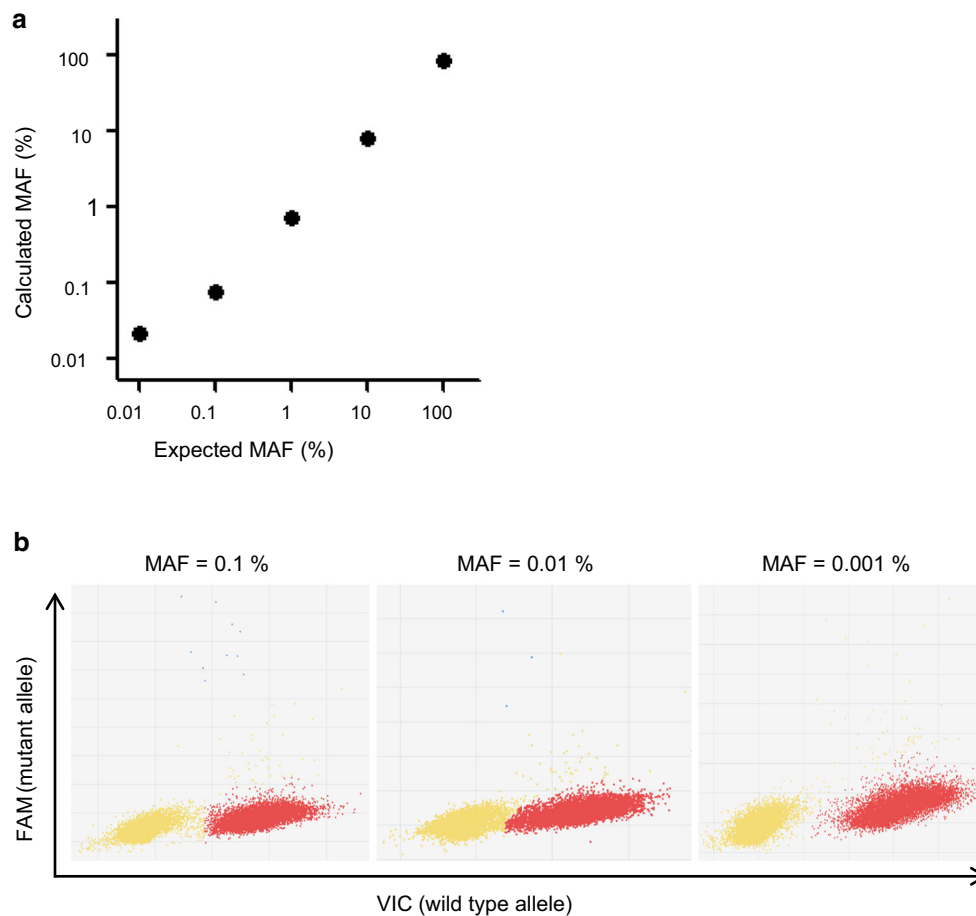 a
Calculated MAF (%)
100
10
1
0.1
0.01
0.01 0.1 1 10 100
Expected MAF (%)
b
MAF = 0.1 % MAF = 0.01 % MAF = 0.001 %
FAM (mutant allele)
VIC (wild type allele)